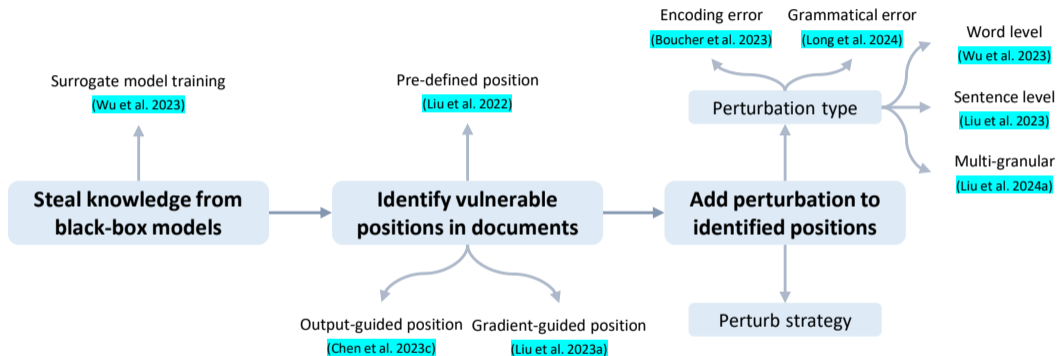 Surrogate model training
(Wu et al. 2023)
Steal knowledge from
black-box models
Pre-defined position
(Liu et al. 2022)
Identify vulnerable
positions in documents
Output-guided position
(Chen et al. 2023c)
Gradient-guided position
(Liu et al. 2023a)
Encoding error
(Boucher et al. 2023)
Grammatical error
(Long et al. 2024)
Perturbation type
Word level
(Wu et al. 2023)
Sentence level
(Liu et al. 2023)
Multi-granular
(Liu et al. 2024a)
Add perturbation to
identified positions
Perturb strategy